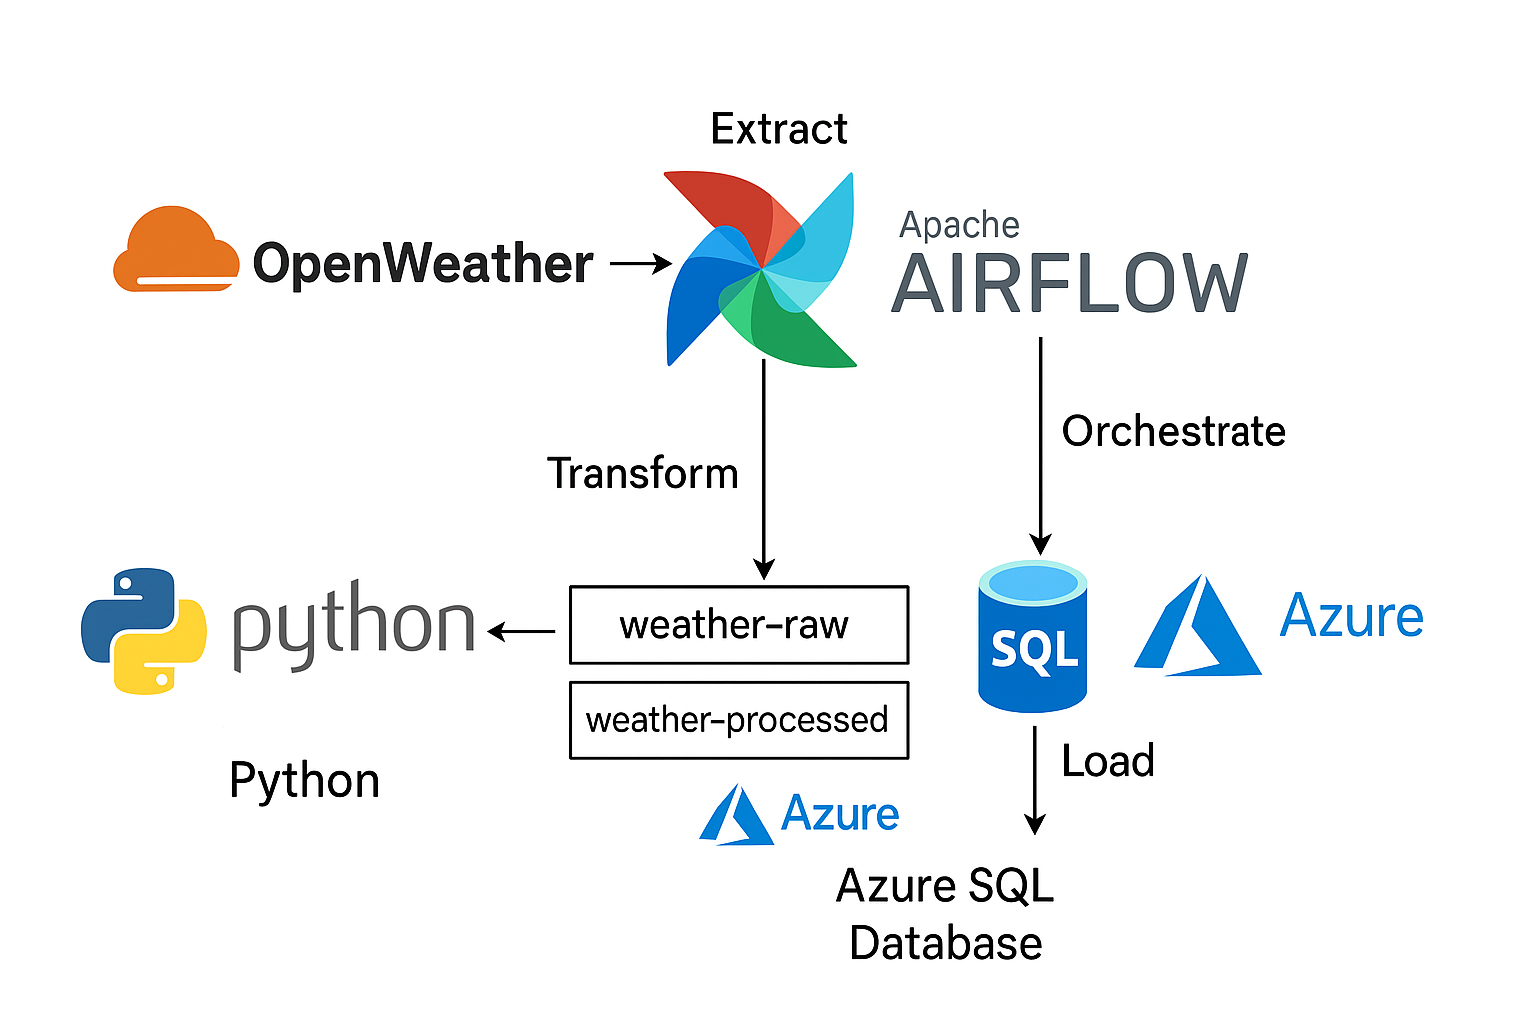 Extract
OpenWeather
Apache
AIRFLOW
Orchestrate
Transform
python
weather-raw
weather-processed
SQL
Azure
Python
Azure
Load
Azure SQL
Database